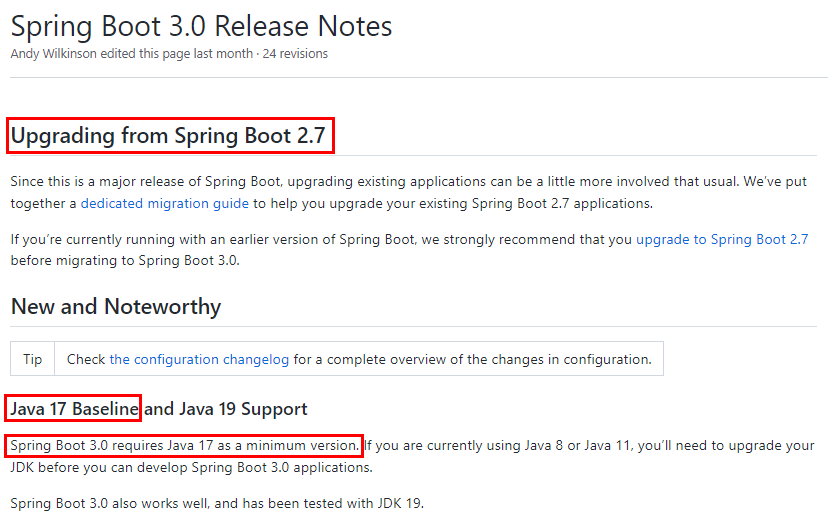 Spring Boot 3.0 Release Notes
Andy Wilkinson edited this page last month · 24 revisions
Upgrading from Spring Boot 2.7
Since this is a major release of Spring Boot, upgrading existing applications can be a little more involved that usual. We’ve put
together a dedicated migration guide to help you upgrade your existing Spring Boot 2.7 applications.
If you’re currently running with an earlier version of Spring Boot, we strongly recommend that you upgrade to Spring Boot 2.7
before migrating to Spring Boot 3.0.
New and Noteworthy
Tip Check the configuration changelog for a complete overview of the changes in configuration.
Java 17 Baseline and Java 19 Support
Spring Boot 3.0 requires Java 17 as a minimum version. If you are currently using Java 8 or Java 11, you’ll need to upgrade your
JDK before you can develop Spring Boot 3.0 applications.
Spring Boot 3.0 also works well, and has been tested with JDK 19.